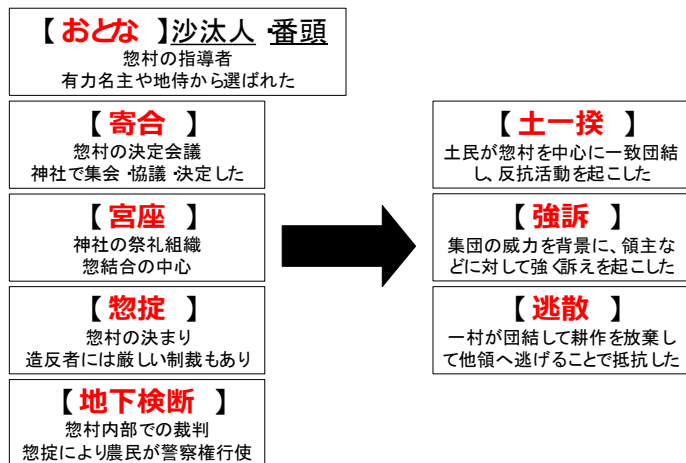 【 おとな 】沙汰人・番頭
惣村の指導者
有力名主や地侍から選ばれた
【 寄合 】
惣村の決定会議
神社で集会・協議・決定した
【 宮座 】
神社の祭礼組織
惣結合の中心
【 惣掟 】
惣村の決まり
造反者には厳しい制裁もあり
【 地下検断 】
惣村内部での裁判
惣掟により農民が警察権行使
【 土一揆 】
土民が惣村を中心に一致団結
し、反抗活動を起こした
【 強訴 】
集団の威力を背景に、領主な
どに対して強く訴えを起こした
【 逃散 】
一村が団結して耕作を放棄し
て他領へ逃げることで抵抗した